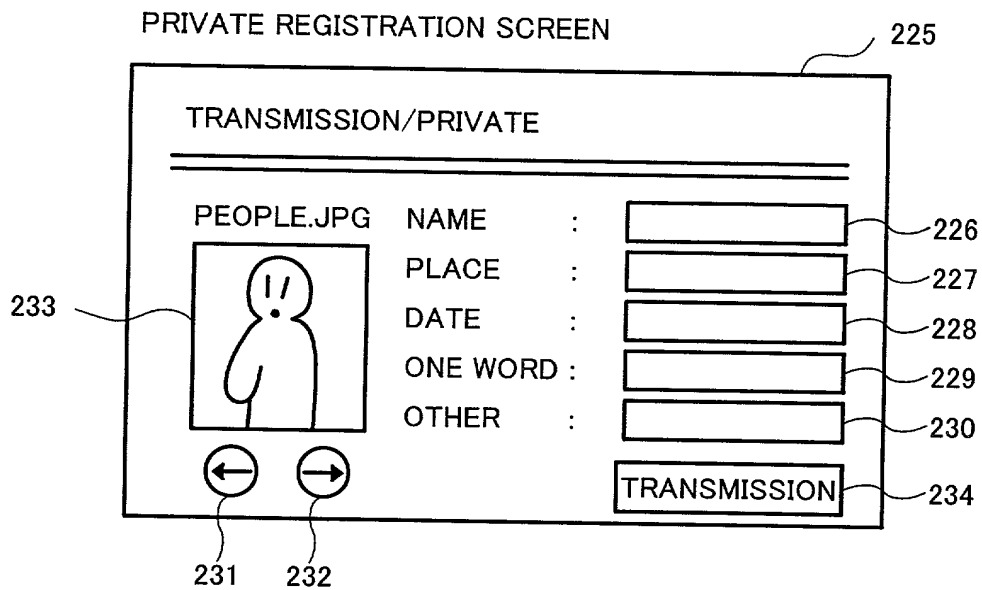 PRIVATE REGISTRATION SCREEN
225
TRANSMISSION/PRIVATE
PEOPLE.JPG
NAME :
226
PLACE :
227
233
DATE :
228
ONE WORD :
229
OTHER :
230
TRANSMISSION
234
231
232